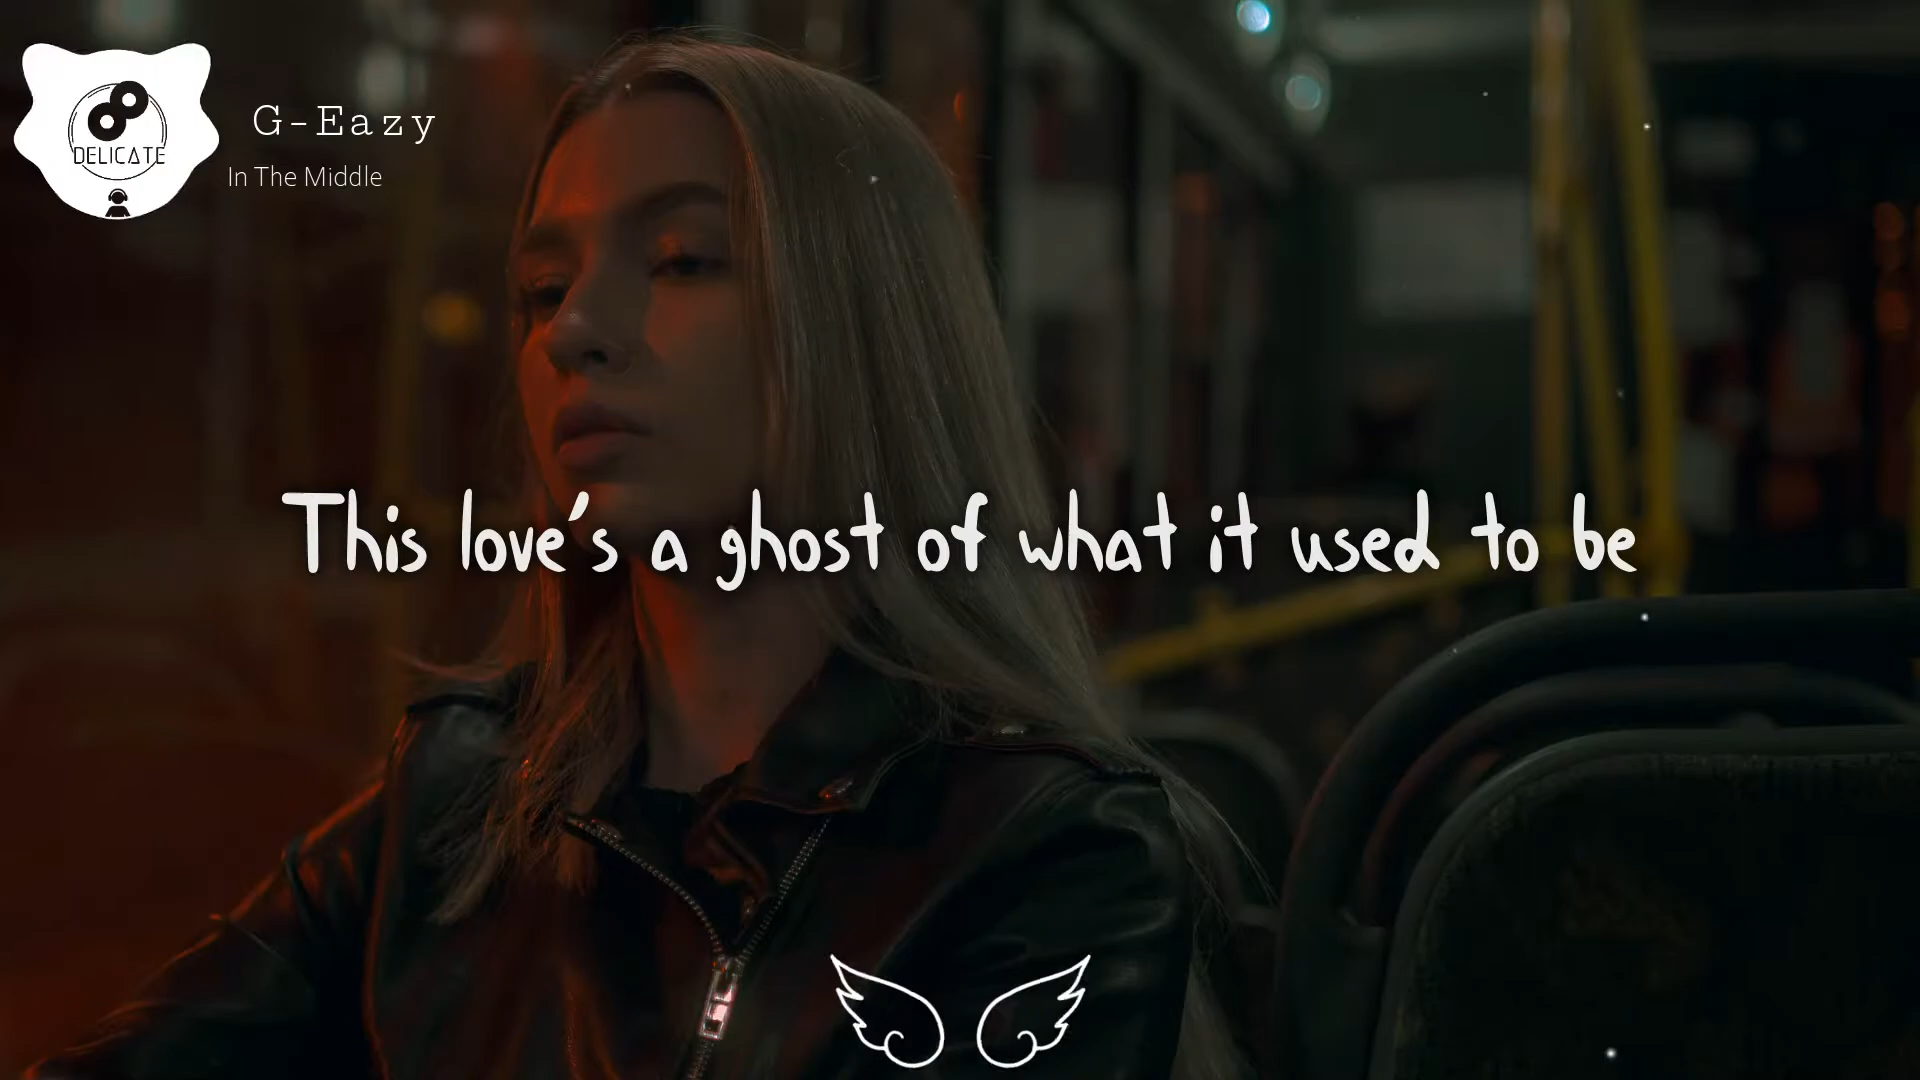 DELICATE
G-Eazy
In The Middle
This love's a ghost of what it used to be